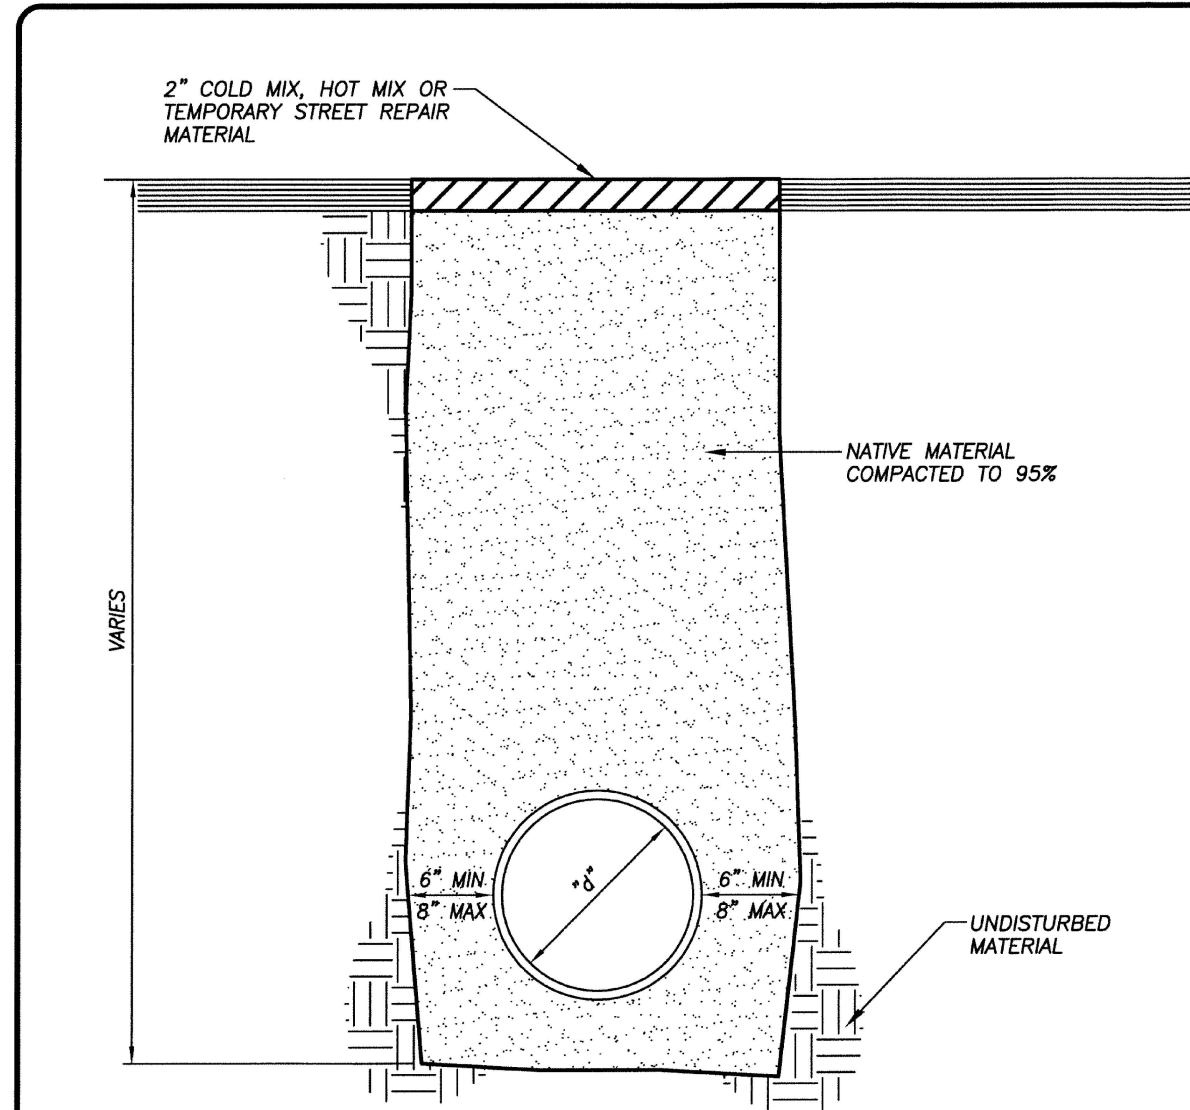 2" COLD MIX, HOT MIX OR
TEMPORARY STREET REPAIR
MATERIAL
NATIVE MATERIAL
COMPACTED TO 95%
VARIES
6" MIN
8" MAX
"d"
6" MIN
8" MAX
UNDISTURBED
MATERIAL